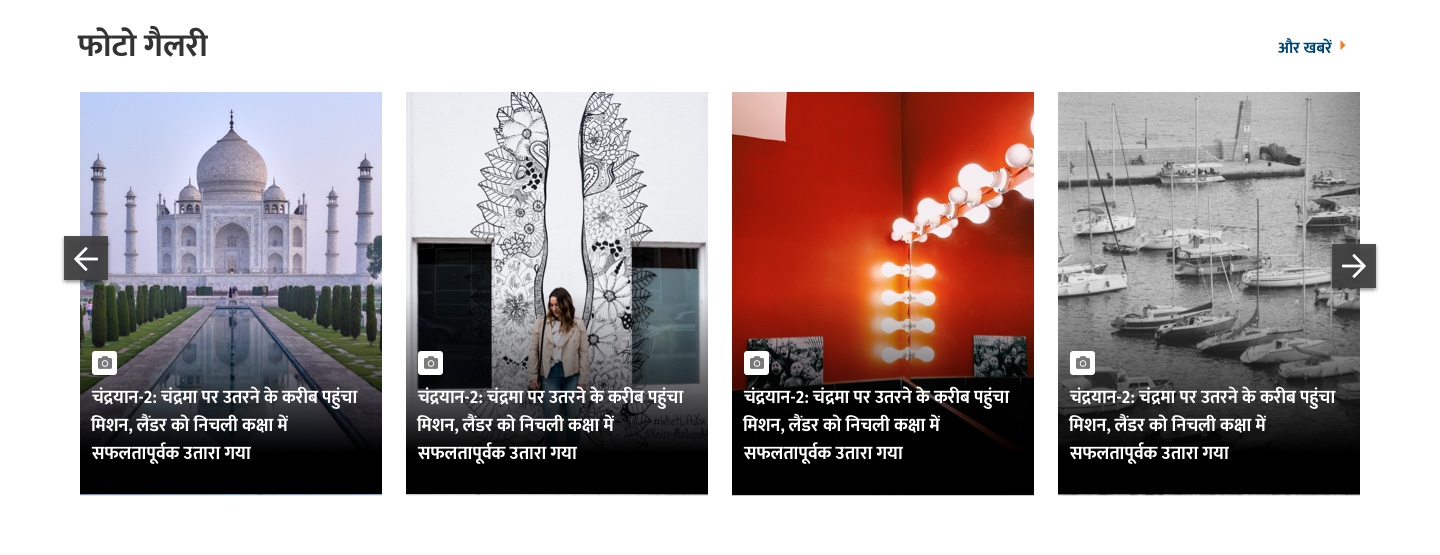 फोटो गैलरी
और खबरें
चंद्रयान-2: चंद्रमा पर उतरने के करीब पहुंचा
मिशन, लैंडर को निचली कक्षा में
सफलतापूर्वक उतारा गया
चंद्रयान-2: चंद्रमा पर उतरने के करीब पहुंचा
मिशन, लैंडर को निचली कक्षा में
सफलतापूर्वक उतारा गया
चंद्रयान-2: चंद्रमा पर उतरने के करीब पहुंचा
मिशन, लैंडर को निचली कक्षा में
सफलतापूर्वक उतारा गया
चंद्रयान-2: चंद्रमा पर उतरने के करीब पहुंचा
मिशन, लैंडर को निचली कक्षा में
सफलतापूर्वक उतारा गया